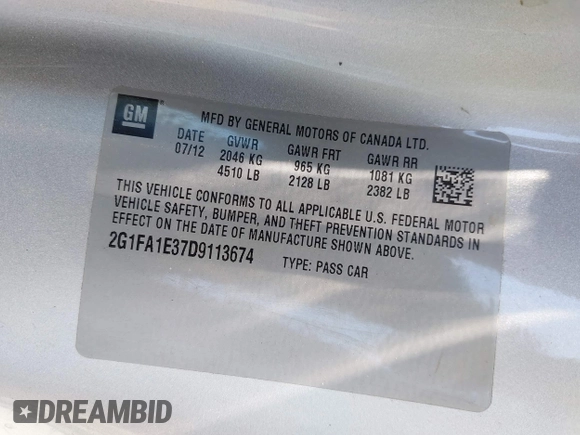 GM
MFD BY GENERAL MOTORS OF CANADA LTD.
DATE GVWR GAWR FRT GAWR RR
07/12 2046 KG 965 KG 1081 KG
4510 LB 2128 LB 2382 LB
THIS VEHICLE CONFORMS TO ALL APPLICABLE U.S. FEDERAL MOTOR
VEHICLE SAFETY, BUMPER, AND THEFT PREVENTION STANDARDS IN
EFFECT ON THE DATE OF MANUFACTURE SHOWN ABOVE.
2G1FA1E37D9113674 TYPE: PASS CAR
DREAMBID